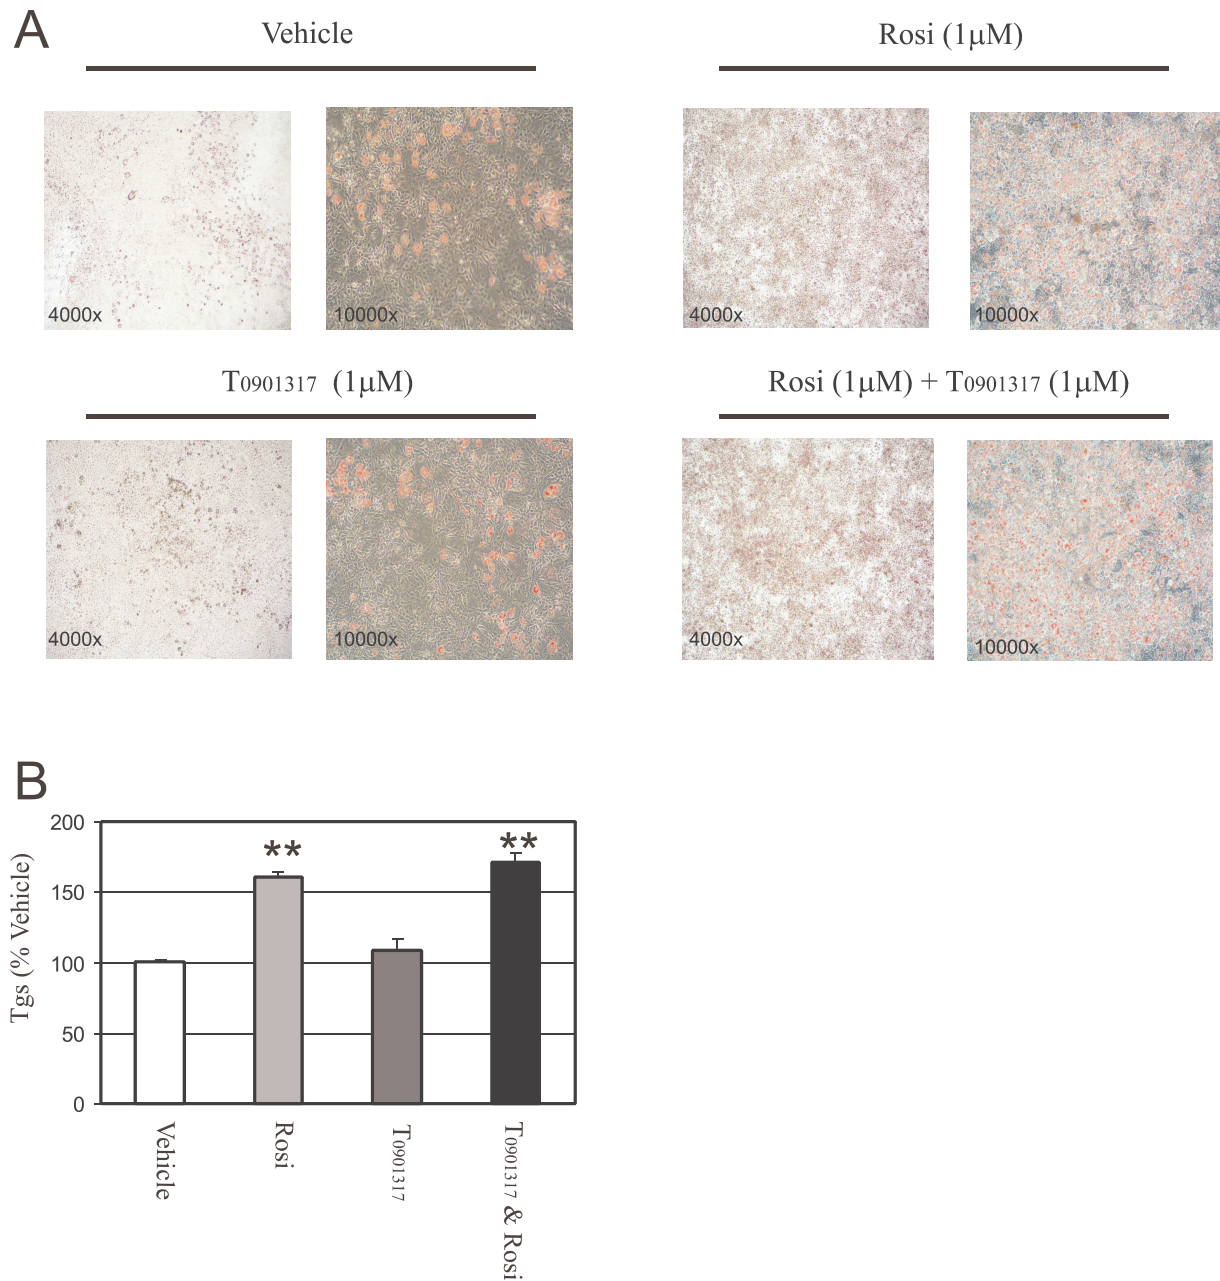 A
Vehicle
Rosi (1μM)
4000x
10000x
4000x
10000x
T0901317 (1μM)
Rosi (1μM) + T0901317 (1μM)
4000x
10000x
4000x
10000x
B
Tgs (% Vehicle)
200
150
100
50
0
**
**
Vehicle
Rosi
T0901317
T0901317 & Rosi